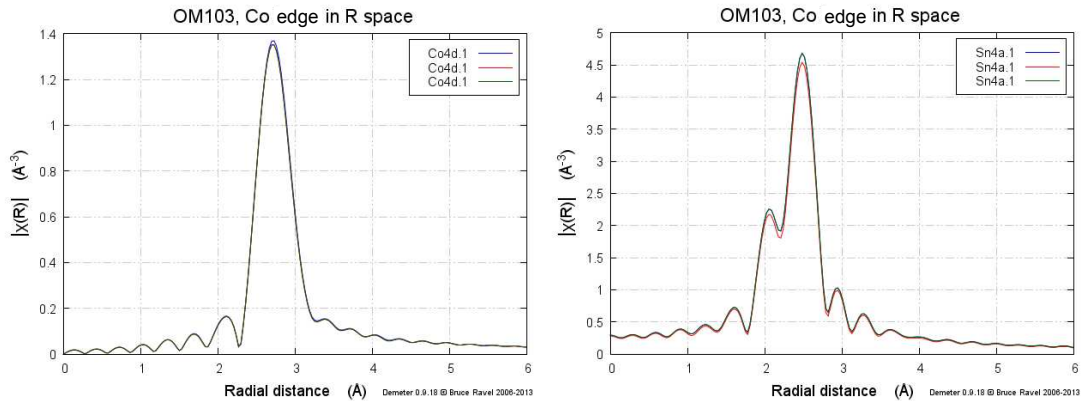 OM103, Co edge in R space
1.4
1.2
1
0.8
0.6
0.4
0.2
0
|χ(R)| (Å-3)
Co4d.1
Co4d.1
Co4d.1
0 1 2 3 4 5 6
Radial distance (Å)
Demeter 0.9.18 © Bruce Ravel 2006-2013
OM103, Co edge in R space
5
4.5
4
3.5
3
2.5
2
1.5
1
0.5
0
|χ(R)| (Å-3)
Sn4a.1
Sn4a.1
Sn4a.1
0 1 2 3 4 5 6
Radial distance (Å)
Demeter 0.9.18 © Bruce Ravel 2006-2013